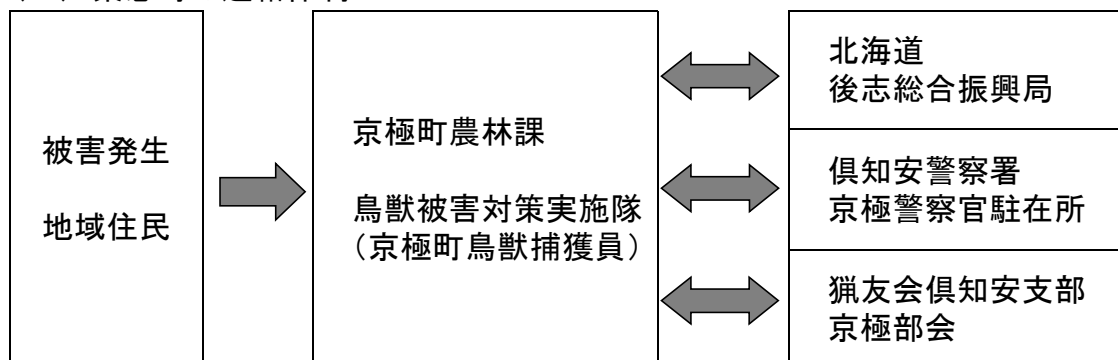 被害発生
地域住民
京極町農林課
鳥獣被害対策実施隊
（京極町鳥獣捕獲員）
北海道
後志総合振興局
倶知安警察署
京極警察官駐在所
猟友会倶知安支部
京極部会